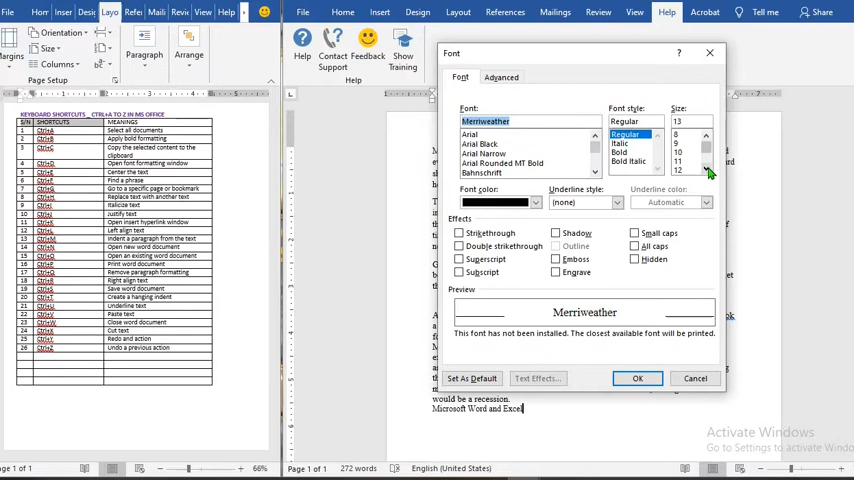 File Hor Inser Desig Layo Refe Maili Revie View Help
File Home Insert Draw Design Layout References Mailings Review View Help Acrobat Tell me Share
Margins Orientation Size Columns Paragraph Arrange
Page Setup
Help Contact Support Feedback Show Training
Help
KEYBOARD SHORTCUTS _ CTRL+A TO Z IN MS OFFICE
S/N SHORTCUTS MEANINGS
1 Ctrl+A Select all documents
2 Ctrl+B Apply bold formatting
3 Ctrl+C Copy the selected content to the
clipboard
4 Ctrl+D Open font formatting window
5 Ctrl+E Center the text
6 Ctrl+F Find a phrase
7 Ctrl+G Go to a specific page or bookmark
8 Ctrl+H Replace text with another text
9 Ctrl+I Italicize text
10 Ctrl+J Justify text
11 Ctrl+K Open insert hyperlink window
12 Ctrl+L Left align text
13 Ctrl+M Indent a paragraph from the text
14 Ctrl+N Open new word document
15 Ctrl+O Open an existing word document
16 Ctrl+P Print word document
17 Ctrl+Q Remove paragraph formatting
18 Ctrl+R Right align text
19 Ctrl+S Save word document
20 Ctrl+T Create a hanging indent
21 Ctrl+U Underline text
22 Ctrl+V Paste text
23 Ctrl+W Close word document
24 Ctrl+X Cut text
25 Ctrl+Y Redo and action
26 Ctrl+Z Undo a previous action
Font ?
Font Advanced
Font: Font style: Size:
Merriweather Regular 13
Arial Regular 8
Arial Black Italic 9
Arial Narrow Bold 10
Arial Rounded MT Bold Bold Italic 11
Bahnschrift 12
Font color: Underline style: Underline color:
(none) Automatic
Effects
Strikethrough Shadow Small caps
Double strikethrough Outline All caps
Superscript Emboss Hidden
Subscript Engrave
Preview
Merriweather
This font has not been installed. The closest available font will be printed.
Set As Default Text Effects... OK Cancel
would be a recession.
Microsoft Word and Excel
Activate Windows
Go to Settings to activate Windows
age 1 of 1 66%
Page 1 of 1 272 words English (United States)